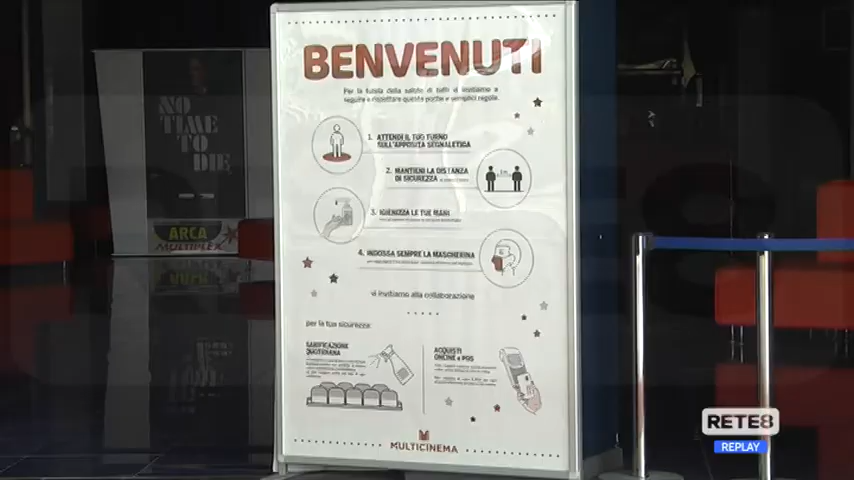 BENVENUTI
Per la tutela della salute di tutti vi invitiamo a
seguire e rispettare queste poche e semplici regole.
1. ATTENDI IL TUO TURNO
SULL'APPOSITA SEGNALETICA
2. MANTIENI LA DISTANZA
DI SICUREZZA
3. IGIENIZZA LE TUE MANI
4. INDOSSA SEMPRE LA MASCHERINA
vi invitiamo alla collaborazione
per la tua sicurezza:
SANIFICAZIONE
QUOTIDIANA
ACQUISTI
ONLINE e POS
MULTICINEMA
NO
TIME
TO
DIE
ARCA
MULTIPLEX
RETE8
REPLAY